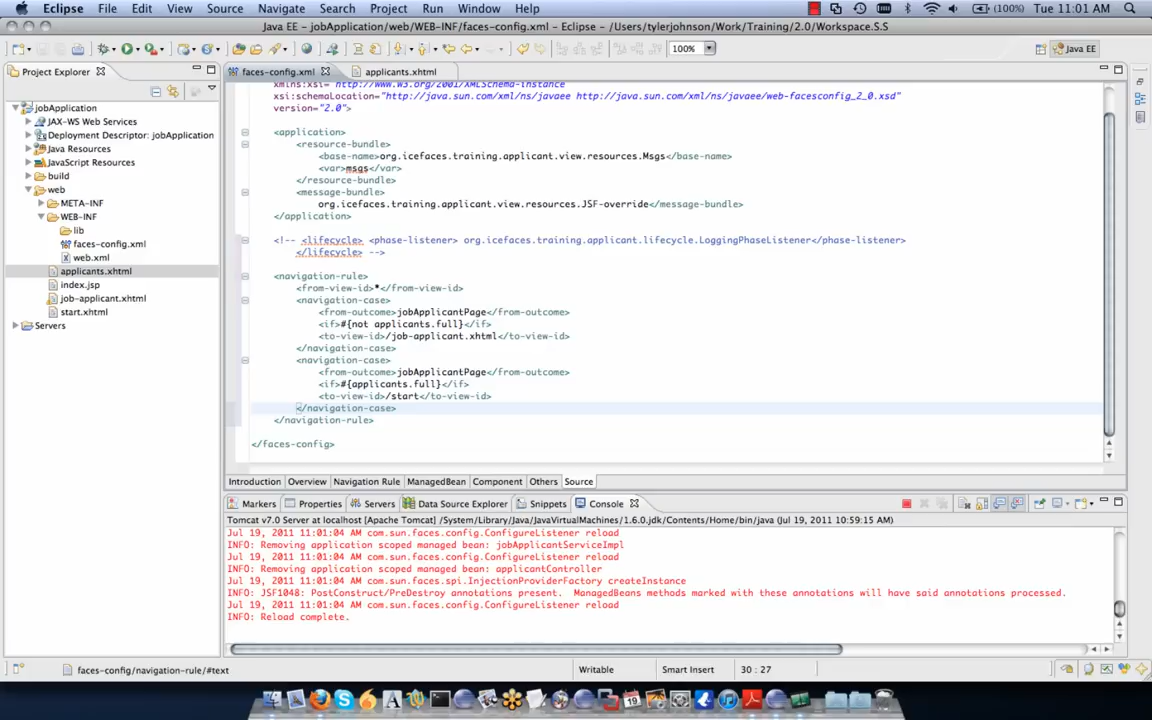 Eclipse File Edit View Source Navigate Search Project Run Window Help (100%) Tue 11:01 AM
Java EE - jobApplication/web/WEB-INF/faces-config.xml - Eclipse - /Users/tylerjohnson/Work/Training/2.0/Workspace.S.S
100% Java EE
Project Explorer
jobApplication
JAX-WS Web Services
Deployment Descriptor: jobApplication
Java Resources
JavaScript Resources
build
web
META-INF
WEB-INF
lib
faces-config.xml
web.xml
applicants.xhtml
index.jsp
job-applicant.xhtml
start.xhtml
Servers
faces-config.xml applicants.xhtml
xmlns:xsi="http://www.w3.org/2001/XMLSchema-instance"
xsi:schemaLocation="http://java.sun.com/xml/ns/javaee http://java.sun.com/xml/ns/javaee/web-facesconfig_2_0.xsd"
version="2.0">
<application>
<resource-bundle>
<base-name>org.icefaces.training.applicant.view.resources.Msgs</base-name>
<var>msgs</var>
</resource-bundle>
<message-bundle>
org.icefaces.training.applicant.view.resources.JSF-override</message-bundle>
</application>
<!-- <lifecycle> <phase-listener> org.icefaces.training.applicant.lifecycle.LoggingPhaseListener</phase-listener>
</lifecycle> -->
<navigation-rule>
<from-view-id>*</from-view-id>
<navigation-case>
<from-outcome>jobApplicantPage</from-outcome>
<if>#{not applicants.full}</if>
<to-view-id>/job-applicant.xhtml</to-view-id>
</navigation-case>
<navigation-case>
<from-outcome>jobApplicantPage</from-outcome>
<if>#{applicants.full}</if>
<to-view-id>/start</to-view-id>
</navigation-case>
</navigation-rule>
</faces-config>
Introduction Overview Navigation Rule ManagedBean Component Others Source
Markers Properties Servers Data Source Explorer Snippets Console
Tomcat v7.0 Server at localhost [Apache Tomcat] /System/Library/Java/JavaVirtualMachines/1.6.0.jdk/Contents/Home/bin/java (Jul 19, 2011 10:59:15 AM)
Jul 19, 2011 11:01:04 AM com.sun.faces.config.ConfigureListener reload
INFO: Removing application scoped managed bean: jobApplicantServiceImpl
Jul 19, 2011 11:01:04 AM com.sun.faces.config.ConfigureListener reload
INFO: Removing application scoped managed bean: applicantController
Jul 19, 2011 11:01:04 AM com.sun.faces.spi.InjectionProviderFactory createInstance
INFO: JSF1048: PostConstruct/PreDestroy annotations present.  ManagedBeans methods marked with these annotations will have said annotations processed.
Jul 19, 2011 11:01:04 AM com.sun.faces.config.ConfigureListener reload
INFO: Reload complete.
faces-config/navigation-rule/#text Writable Smart Insert 30 : 27